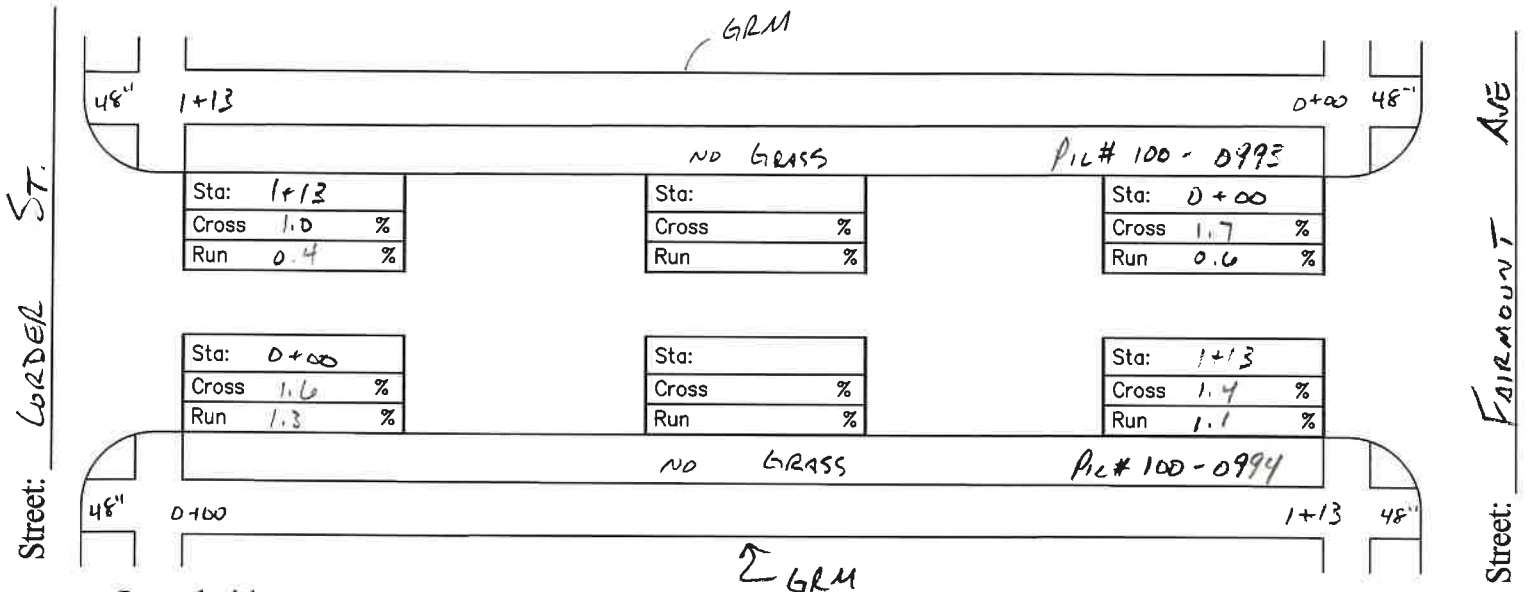 GRM
48" 1+13 0+00 48"
NO GRASS PIC# 100-0993
Sta: 1+13
Cross 1.0 %
Run 0.4 %
Sta:
Cross %
Run %
Sta: 0+00
Cross 1.7 %
Run 0.6 %
Sta: 0+00
Cross 1.6 %
Run 1.3 %
Sta:
Cross %
Run %
Sta: 1+13
Cross 1.4 %
Run 1.1 %
NO GRASS PIC# 100-0994
48" 0+00 1+13 48"
GRM
Street: CORDER ST.
Street: FAIRMOUNT AVE